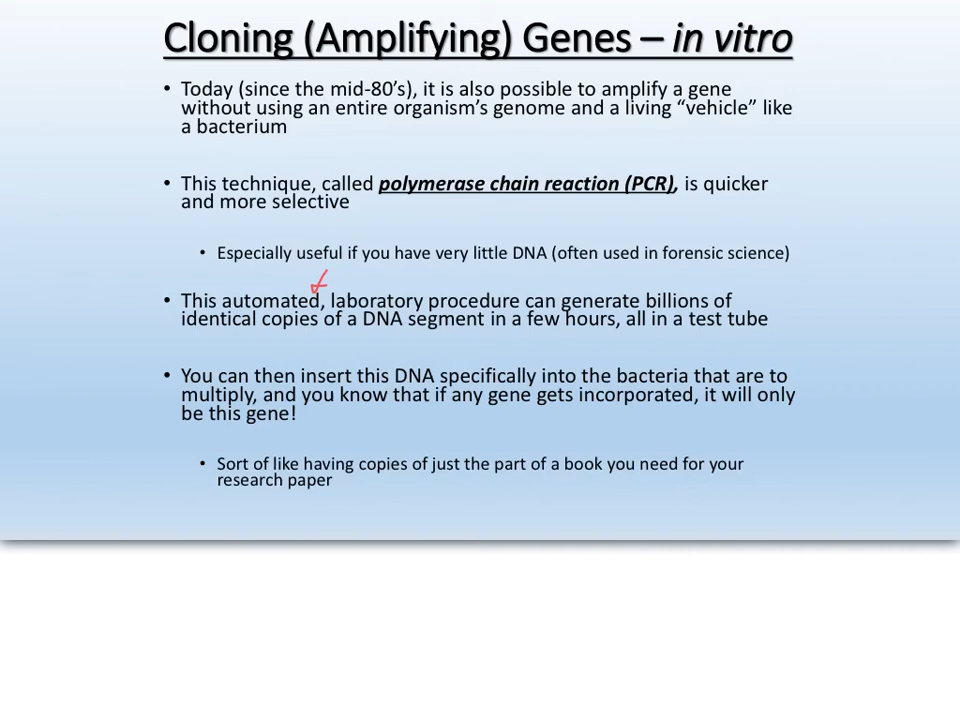 Cloning (Amplifying) Genes – in vitro
• Today (since the mid-80’s), it is also possible to amplify a gene
without using an entire organism’s genome and a living “vehicle” like
a bacterium
• This technique, called polymerase chain reaction (PCR), is quicker
and more selective
• Especially useful if you have very little DNA (often used in forensic science)
• This automated, laboratory procedure can generate billions of
identical copies of a DNA segment in a few hours, all in a test tube
• You can then insert this DNA specifically into the bacteria that are to
multiply, and you know that if any gene gets incorporated, it will only
be this gene!
• Sort of like having copies of just the part of a book you need for your
research paper